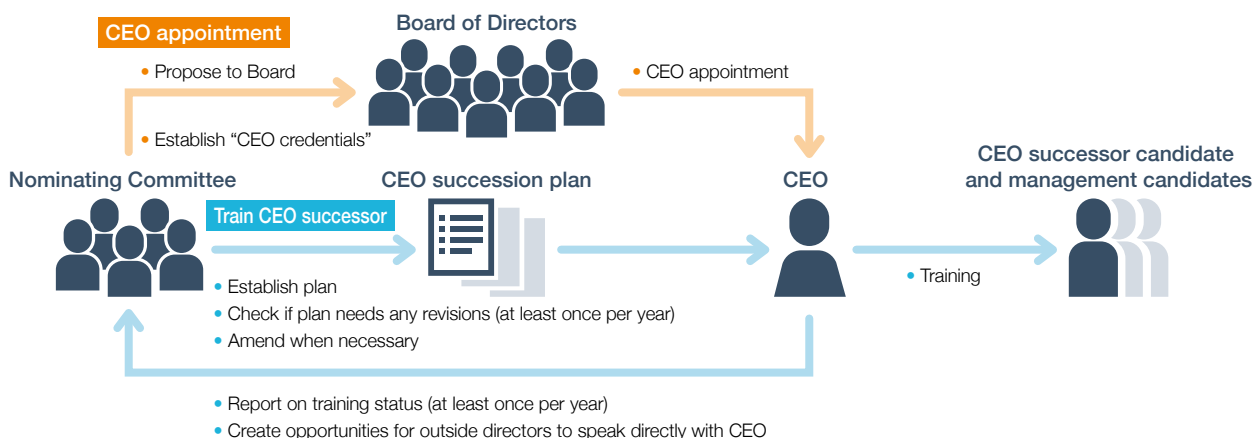 CEO appointment
Board of Directors
• Propose to Board
• CEO appointment
• Establish “CEO credentials”
Nominating Committee
CEO succession plan
CEO
CEO successor candidate
and management candidates
Train CEO successor
• Training
• Establish plan
• Check if plan needs any revisions (at least once per year)
• Amend when necessary
• Report on training status (at least once per year)
• Create opportunities for outside directors to speak directly with CEO